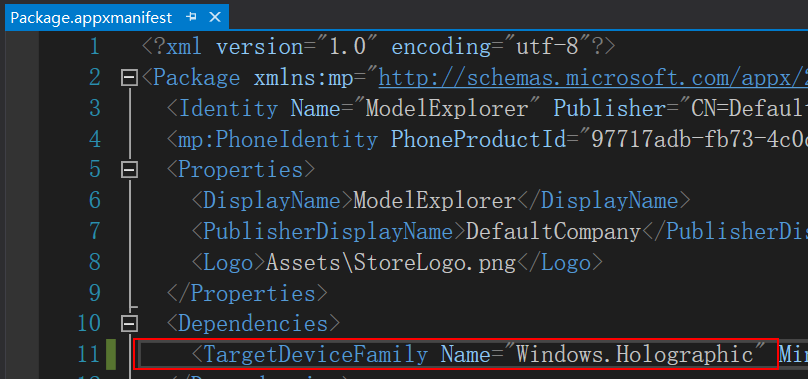 Package.appxmanifest
1 <?xml version="1.0" encoding="utf-8"?>
2 <Package xmlns:mp="http://schemas.microsoft.com/appx/2
3 <Identity Name="ModelExplorer" Publisher="CN=Default
4 <mp:PhoneIdentity PhoneProductId="97717adb-fb73-4c0
5 <Properties>
6 <DisplayName>ModelExplorer</DisplayName>
7 <PublisherDisplayName>DefaultCompany</PublisherDis
8 <Logo>Assets\StoreLogo.png</Logo>
9 </Properties>
10 <Dependencies>
11 <TargetDeviceFamily Name="Windows.Holographic" Min